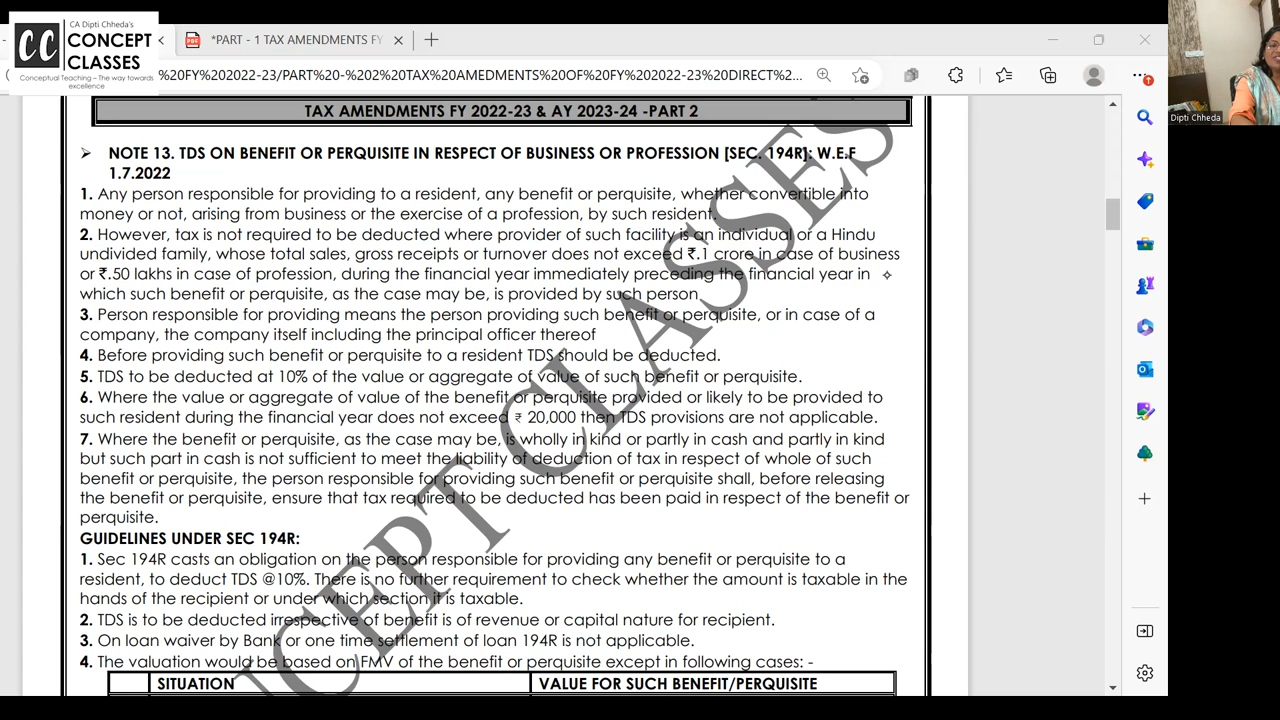 CA Dipti Chheda's
CONCEPT
CLASSES
Conceptual Teaching – The way towards
excellence
*PART - 1 TAX AMENDMENTS FY
%20FY%202022-23/PART%20-%202%20TAX%20AMEDMENTS%20OF%20FY%202022-23%20DIRECT%2...
Dipti Chheda
TAX AMENDMENTS FY 2022-23 & AY 2023-24 -PART 2
➢ NOTE 13. TDS ON BENEFIT OR PERQUISITE IN RESPECT OF BUSINESS OR PROFESSION [SEC. 194R]: W.E.F
1.7.2022
1. Any person responsible for providing to a resident, any benefit or perquisite, whether convertible into
money or not, arising from business or the exercise of a profession, by such resident.
2. However, tax is not required to be deducted where provider of such facility is an individual or a Hindu
undivided family, whose total sales, gross receipts or turnover does not exceed ₹.1 crore in case of business
or ₹.50 lakhs in case of profession, during the financial year immediately preceding the financial year in
which such benefit or perquisite, as the case may be, is provided by such person.
3. Person responsible for providing means the person providing such benefit or perquisite, or in case of a
company, the company itself including the principal officer thereof
4. Before providing such benefit or perquisite to a resident TDS should be deducted.
5. TDS to be deducted at 10% of the value or aggregate of value of such benefit or perquisite.
6. Where the value or aggregate of value of the benefit or perquisite provided or likely to be provided to
such resident during the financial year does not exceed ₹ 20,000 then TDS provisions are not applicable.
7. Where the benefit or perquisite, as the case may be, is wholly in kind or partly in cash and partly in kind
but such part in cash is not sufficient to meet the liability of deduction of tax in respect of whole of such
benefit or perquisite, the person responsible for providing such benefit or perquisite shall, before releasing
the benefit or perquisite, ensure that tax required to be deducted has been paid in respect of the benefit or
perquisite.
GUIDELINES UNDER SEC 194R:
1. Sec 194R casts an obligation on the person responsible for providing any benefit or perquisite to a
resident, to deduct TDS @10%. There is no further requirement to check whether the amount is taxable in the
hands of the recipient or under which section it is taxable.
2. TDS is to be deducted irrespective of benefit is of revenue or capital nature for recipient.
3. On loan waiver by Bank or one time settlement of loan 194R is not applicable.
4. The valuation would be based on FMV of the benefit or perquisite except in following cases: -
SITUATION VALUE FOR SUCH BENEFIT/PERQUISITE
NCEPT CLASSES